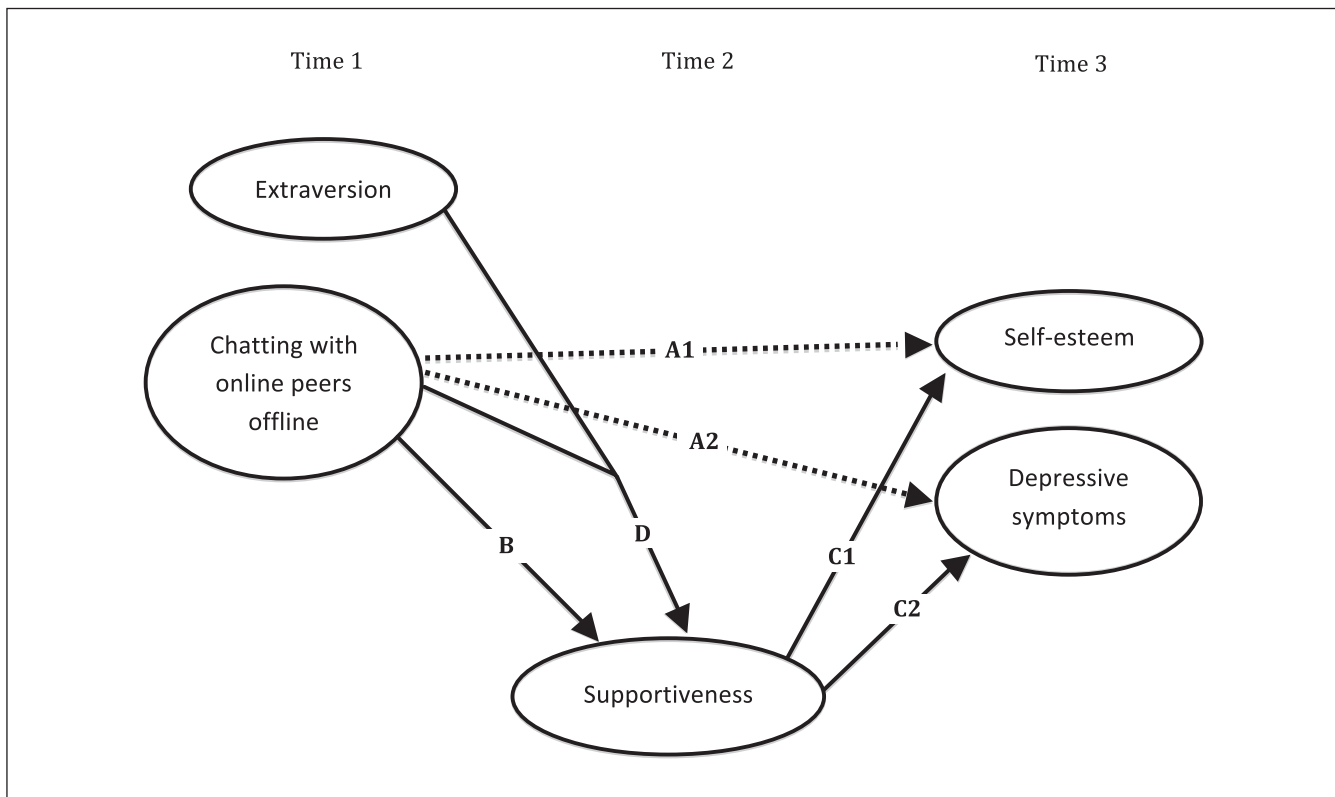 Time 1
Time 2
Time 3
Extraversion
Chatting with
online peers
offline
A1
Self-esteem
A2
Depressive
symptoms
B
D
C1
C2
Supportiveness